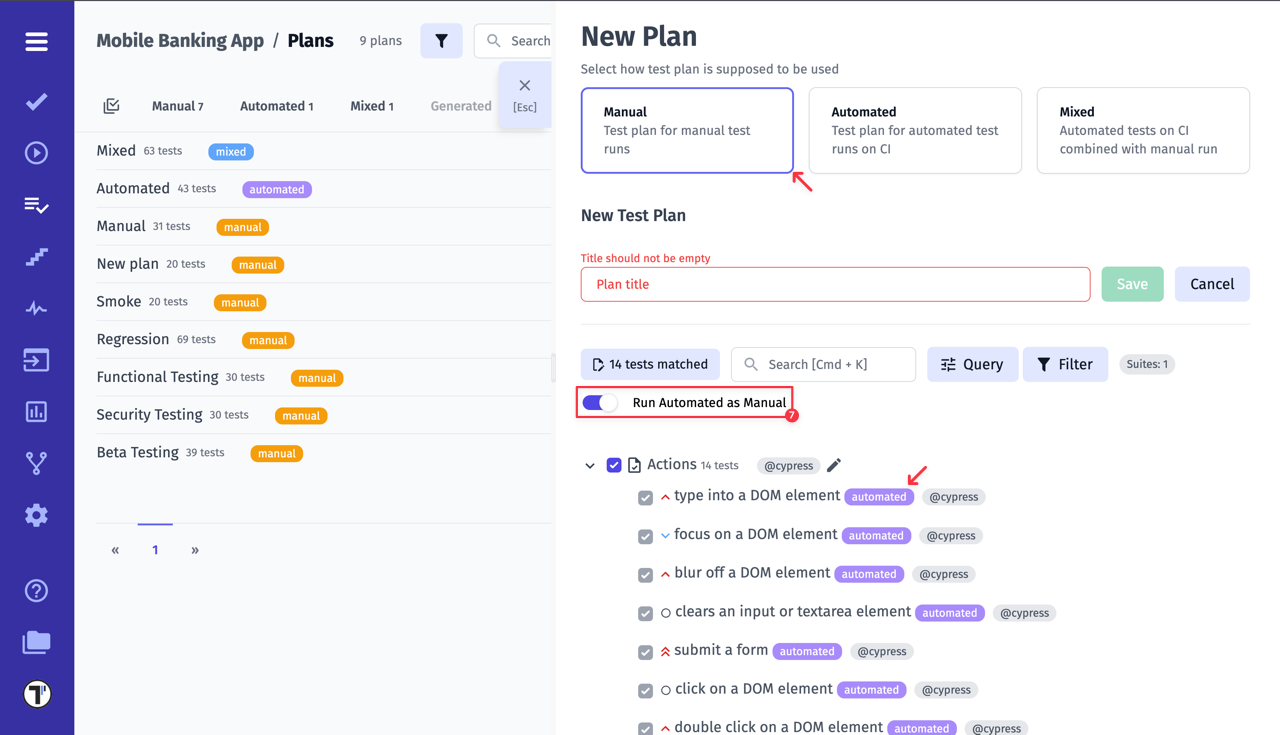 Mobile Banking App / Plans
9 plans
Search
[Esc]
Manual 7
Automated 1
Mixed 1
Generated
Mixed 63 tests mixed
Automated 43 tests automated
Manual 31 tests manual
New plan 20 tests manual
Smoke 20 tests manual
Regression 69 tests manual
Functional Testing 30 tests manual
Security Testing 30 tests manual
Beta Testing 39 tests manual
« 1 »
New Plan
Select how test plan is supposed to be used
Manual
Test plan for manual test
runs
Automated
Test plan for automated test
runs on CI
Mixed
Automated tests on CI
combined with manual run
New Test Plan
Title should not be empty
Plan title
Save
Cancel
14 tests matched
Search [Cmd + K]
Query
Filter
Suites: 1
Run Automated as Manual
7
Actions 14 tests @cypress
type into a DOM element automated @cypress
focus on a DOM element automated @cypress
blur off a DOM element automated @cypress
clears an input or textarea element automated @cypress
submit a form automated @cypress
click on a DOM element automated @cypress
double click on a DOM element automated @cypress
T